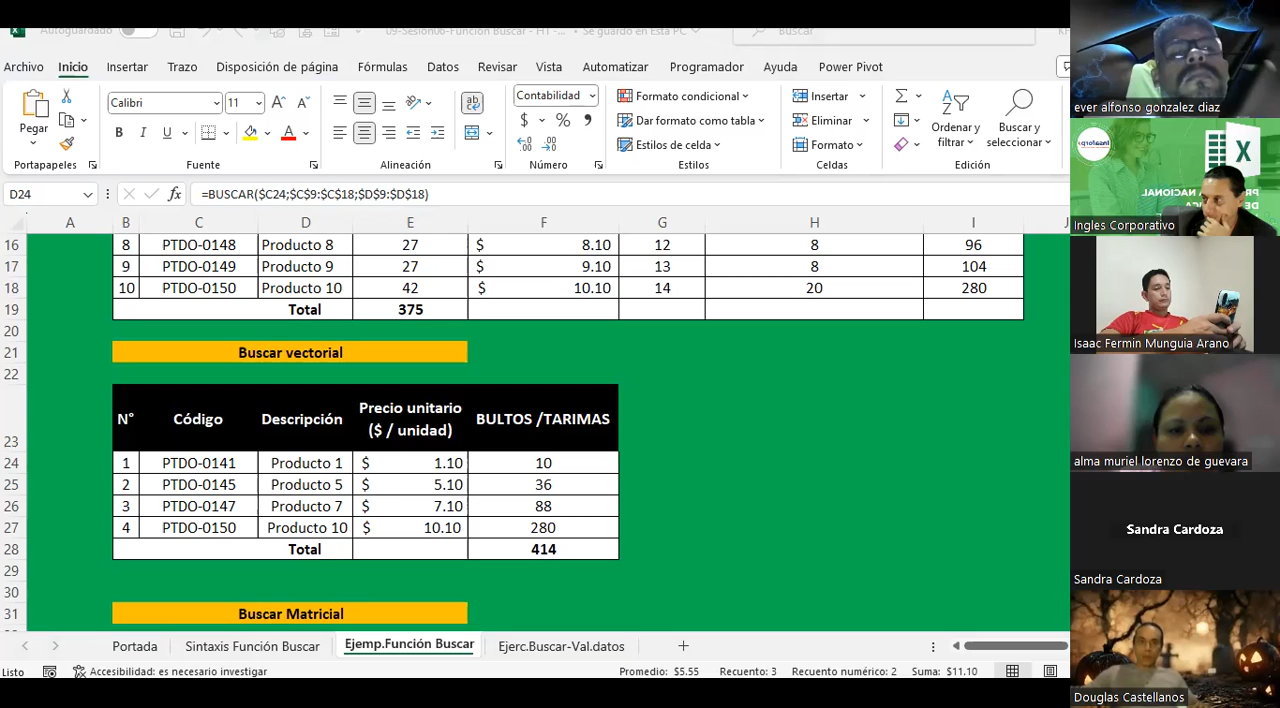 Autoguardado
09-Sesion06-Función Buscar - HT -... • Se guardó en Esta PC
Buscar
Archivo Inicio Insertar Trazo Disposición de página Fórmulas Datos Revisar Vista Automatizar Programador Ayuda Power Pivot
Pegar
Calibri 11
Contabilidad
Formato condicional
Dar formato como tabla
Estilos de celda
Insertar
Eliminar
Formato
Ordenar y filtrar
Buscar y seleccionar
Portapapeles Fuente Alineación Número Estilos Celdas Edición
D24 fx =BUSCAR($C24;$C$9:$C$18;$D$9:$D$18)
A B C D E F G H I
16 8 PTDO-0148 Producto 8 27 $ 8.10 12 8 96
17 9 PTDO-0149 Producto 9 27 $ 9.10 13 8 104
18 10 PTDO-0150 Producto 10 42 $ 10.10 14 20 280
19 Total 375
20
21 Buscar vectorial
22
23 N° Código Descripción Precio unitario ($ / unidad) BULTOS /TARIMAS
24 1 PTDO-0141 Producto 1 $ 1.10 10
25 2 PTDO-0145 Producto 5 $ 5.10 36
26 3 PTDO-0147 Producto 7 $ 7.10 88
27 4 PTDO-0150 Producto 10 $ 10.10 280
28 Total 414
29
30
31 Buscar Matricial
Portada Sintaxis Función Buscar Ejemp.Función Buscar Ejerc.Buscar-Val.datos
Listo Accesibilidad: es necesario investigar Promedio: $5.55 Recuento: 3 Recuento numérico: 2 Suma: $11.10
ever alfonso gonzalez diaz
Ingles Corporativo
Isaac Fermin Munguia Arano
alma muriel lorenzo de guevara
Sandra Cardoza
Sandra Cardoza
Douglas Castellanos